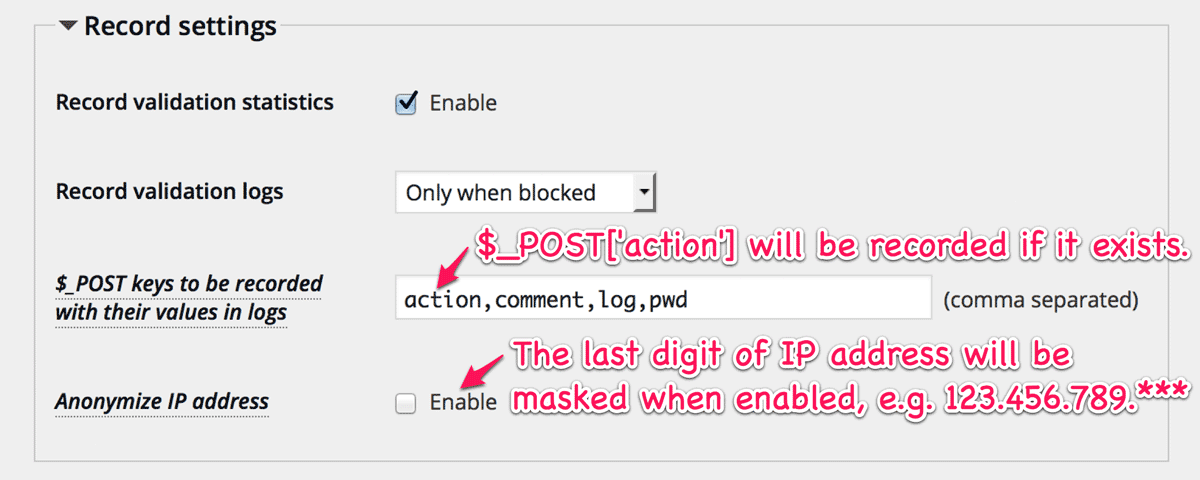 Record settings
Record validation statistics Enable
Record validation logs Only when blocked
$_POST['action'] will be recorded if it exists.
$_POST keys to be recorded
with their values in logs
action,comment,log,pwd (comma separated)
The last digit of IP address will be
masked when enabled, e.g. 123.456.789.***
Anonymize IP address Enable